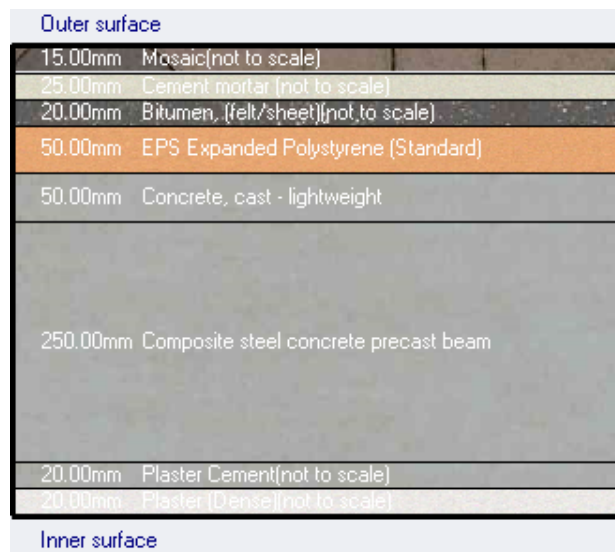 Outer surface
15.00mm Mosaic(not to scale)
25.00mm Cement mortar (not to scale)
20.00mm Bitumen, (felt/sheet)(not to scale)
50.00mm EPS Expanded Polystyrene (Standard)
50.00mm Concrete, cast - lightweight
250.00mm Composite steel concrete precast beam
20.00mm Plaster Cement(not to scale)
20.00mm Plaster (Dense)(not to scale)
Inner surface